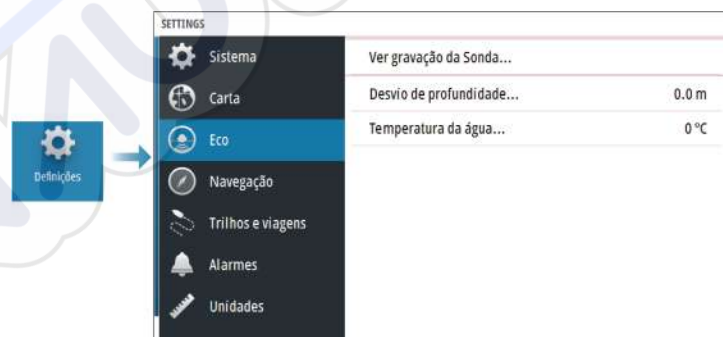 SETTINGS
Sistema
Ver gravação da Sonda...
Carta
Desvio de profundidade...
0.0 m
Eco
Temperatura da água...
0 °C
Definições
Navegação
Trilhos e viagens
Alarmes
Unidades